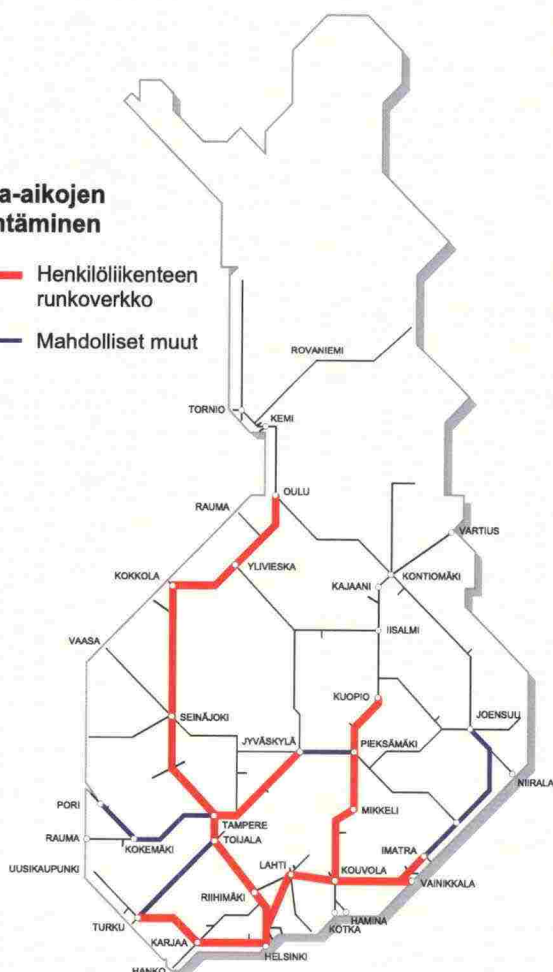 a-aikojen
ntäminen
Henkilöliikenteen
runkoverkko
Mahdolliset muut
ROVANIEMI
TORNIO
KEMI
OULU
RAUMA
VARTIUS
YLIVIESKA
KOKKOLA
KAJAANI
KONTIOMÄKI
IISALMI
VAASA
KUOPIO
SEINÄJOKI
JOENSUU
JYVÄSKYLÄ
PIEKSÄMÄKI
NIIRALA
PORI
TAMPERE
MIKKELI
RAUMA
KOKEMÄKI
TOIJALA
IMATRA
LAHTI
KOUVOLA
UUSIKAUPUNKI
RIIHIMÄKI
VAINIKKALA
TURKU
HAMINA
KOTKA
KARJAA
HELSINKI
HANKO